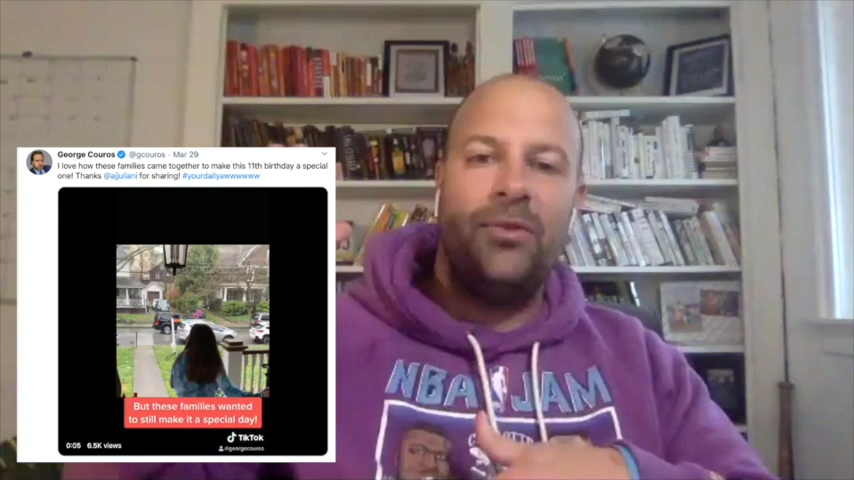 George Couros @gcouros · Mar 29
I love how these families came together to make this 11th birthday a special
one! Thanks @ajjuliani for sharing! #yourdailyawwwwww
But these families wanted
to still make it a special day!
TikTok
0:05 6.5K views
@georgecouros
NBA JAM